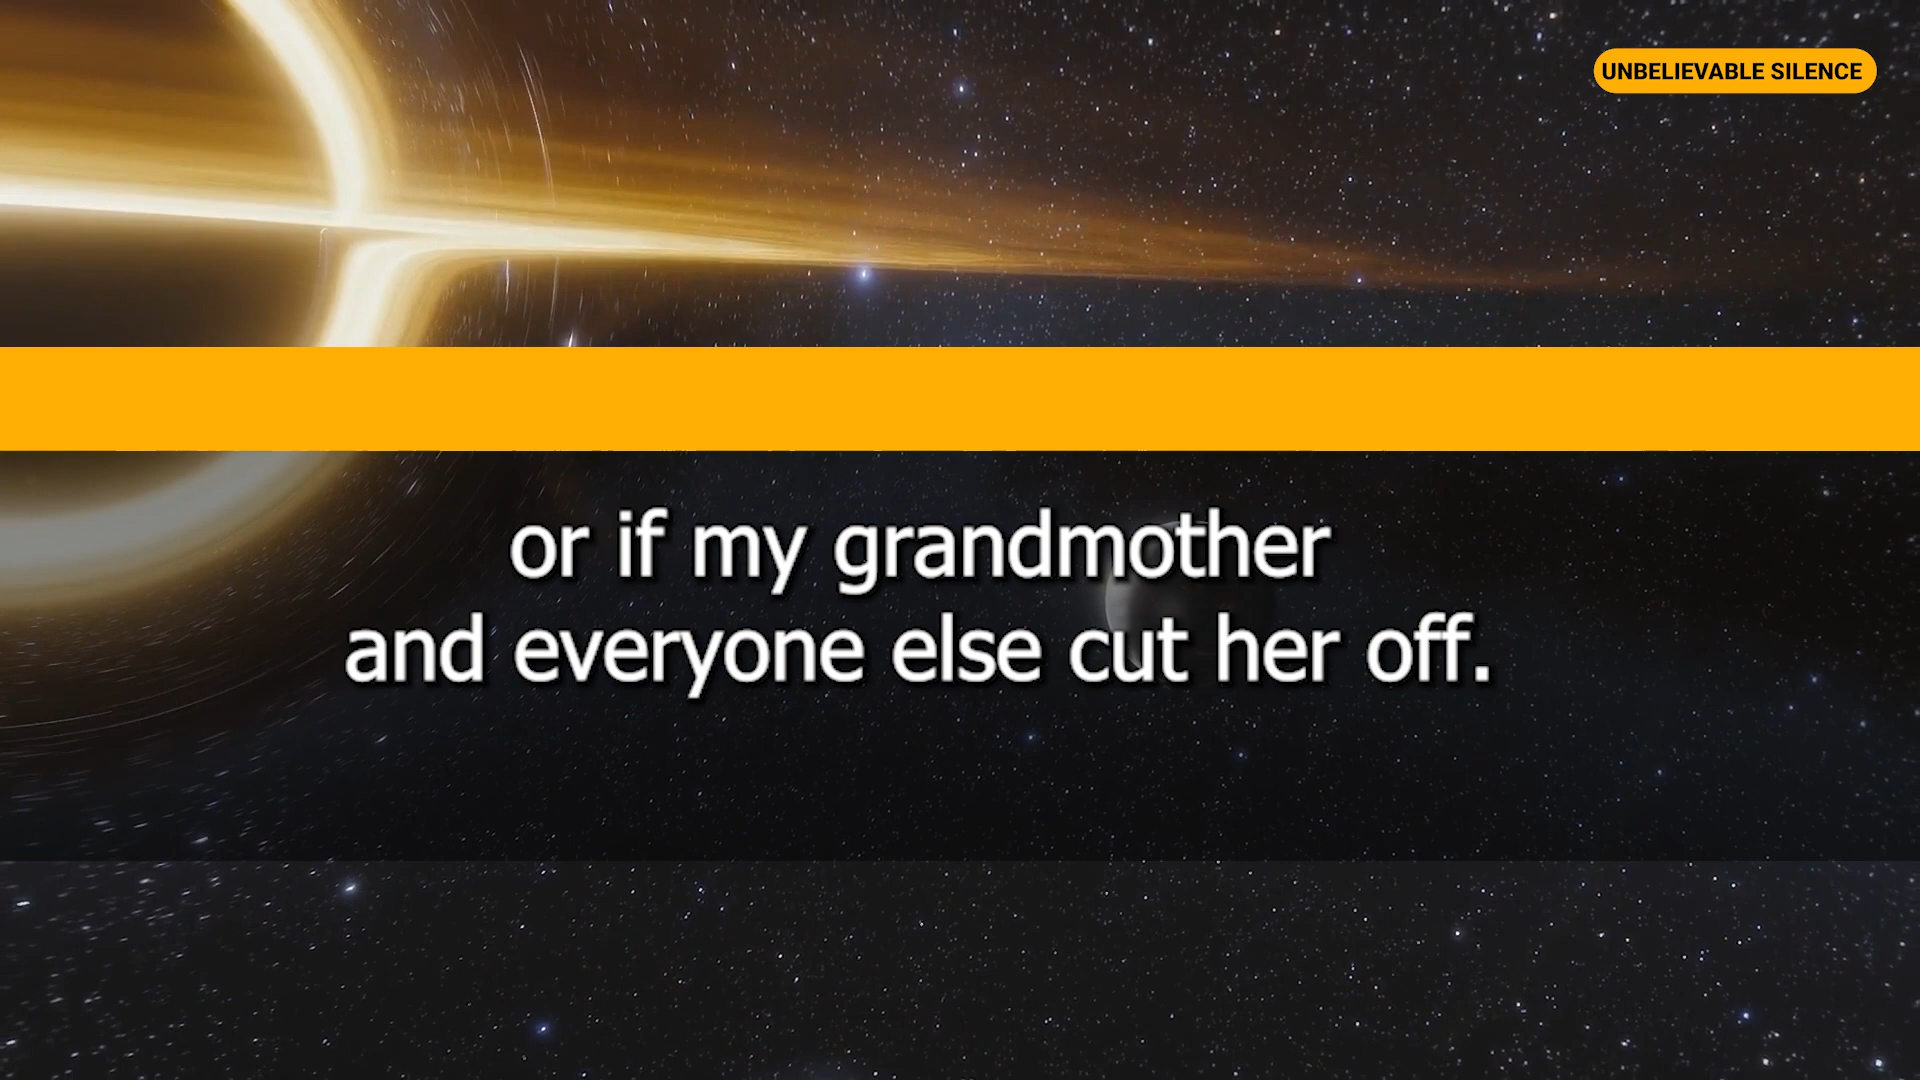 UNBELIEVABLE SILENCE
or if my grandmother
and everyone else cut her off.